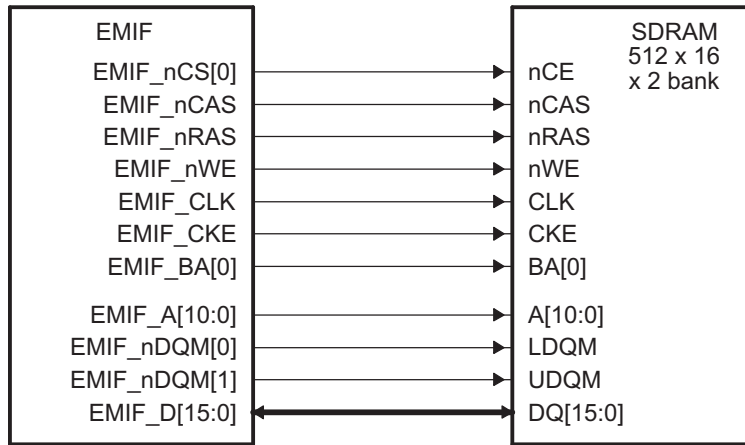 EMIF
EMIF_nCS[0]
EMIF_nCAS
EMIF_nRAS
EMIF_nWE
EMIF_CLK
EMIF_CKE
EMIF_BA[0]
EMIF_A[10:0]
EMIF_nDQM[0]
EMIF_nDQM[1]
EMIF_D[15:0]
SDRAM
512 x 16
x 2 bank
nCE
nCAS
nRAS
nWE
CLK
CKE
BA[0]
A[10:0]
LDQM
UDQM
DQ[15:0]